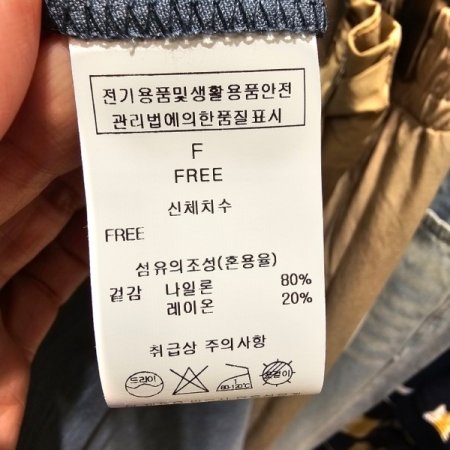 전기용품및생활용품안전
관리법에의한품질표시
F
FREE
신체치수
FREE
섬유의조성(혼용율)
겉감 나일론 80%
레이온 20%
취급상 주의사항
드라이 80-120℃